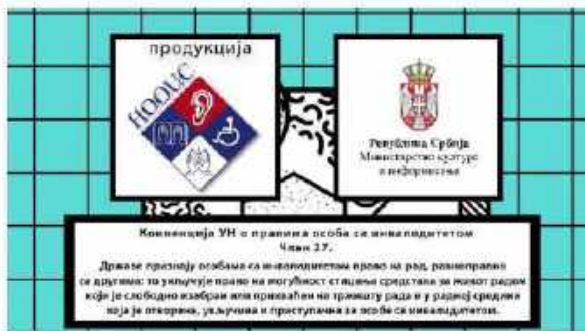 продукција
НООИС
Република Србија
Министарство културе
и информисања
Конвенција УН о правима особа са инвалидитетом
Члан 27.
Државе признају особама са инвалидитетом право на рад, равноправно
са другима; то укључује право на могућност стицања средстава за живот радом
који је слободно изабран или прихваћен на тржишту рада и у радној средини
која је отворена, укључива и приступачна за особе са инвалидитетом.